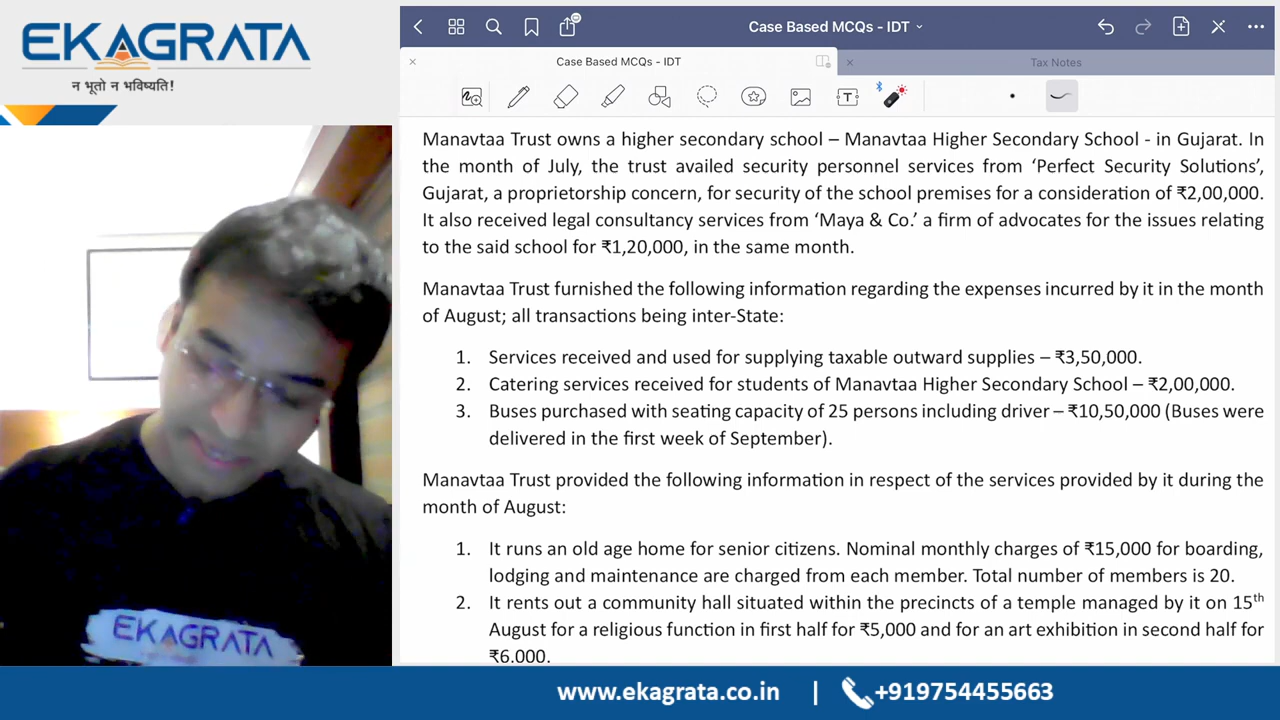 EKAGRATA
न भूतो न भविष्यति!
Case Based MCQs - IDT
Case Based MCQs - IDT
Tax Notes
Manavtaa Trust owns a higher secondary school – Manavtaa Higher Secondary School - in Gujarat. In
the month of July, the trust availed security personnel services from ‘Perfect Security Solutions’,
Gujarat, a proprietorship concern, for security of the school premises for a consideration of ₹2,00,000.
It also received legal consultancy services from ‘Maya & Co.’ a firm of advocates for the issues relating
to the said school for ₹1,20,000, in the same month.
Manavtaa Trust furnished the following information regarding the expenses incurred by it in the month
of August; all transactions being inter-State:
1. Services received and used for supplying taxable outward supplies – ₹3,50,000.
2. Catering services received for students of Manavtaa Higher Secondary School – ₹2,00,000.
3. Buses purchased with seating capacity of 25 persons including driver – ₹10,50,000 (Buses were
delivered in the first week of September).
Manavtaa Trust provided the following information in respect of the services provided by it during the
month of August:
1. It runs an old age home for senior citizens. Nominal monthly charges of ₹15,000 for boarding,
lodging and maintenance are charged from each member. Total number of members is 20.
2. It rents out a community hall situated within the precincts of a temple managed by it on 15th
August for a religious function in first half for ₹5,000 and for an art exhibition in second half for
₹6,000.
EKAGRATA
www.ekagrata.co.in | +919754455663